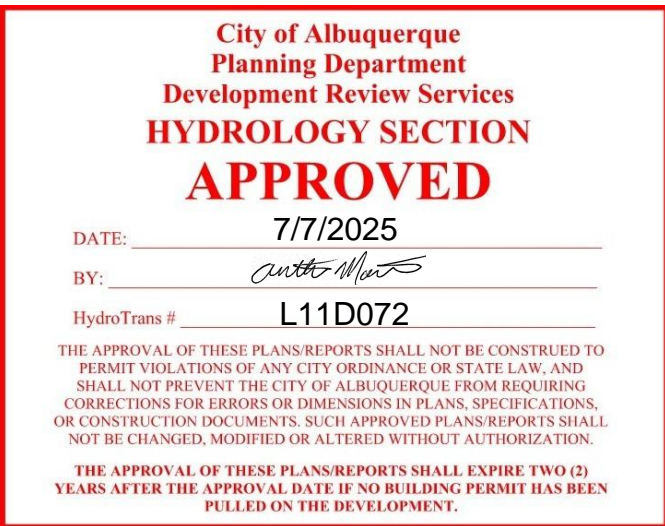 City of Albuquerque
Planning Department
Development Review Services
HYDROLOGY SECTION
APPROVED
DATE: 7/7/2025
BY:
HydroTrans # L11D072
THE APPROVAL OF THESE PLANS/REPORTS SHALL NOT BE CONSTRUED TO
PERMIT VIOLATIONS OF ANY CITY ORDINANCE OR STATE LAW, AND
SHALL NOT PREVENT THE CITY OF ALBUQUERQUE FROM REQUIRING
CORRECTIONS FOR ERRORS OR DIMENSIONS IN PLANS, SPECIFICATIONS,
OR CONSTRUCTION DOCUMENTS. SUCH APPROVED PLANS/REPORTS SHALL
NOT BE CHANGED, MODIFIED OR ALTERED WITHOUT AUTHORIZATION.
THE APPROVAL OF THESE PLANS/REPORTS SHALL EXPIRE TWO (2)
YEARS AFTER THE APPROVAL DATE IF NO BUILDING PERMIT HAS BEEN
PULLED ON THE DEVELOPMENT.